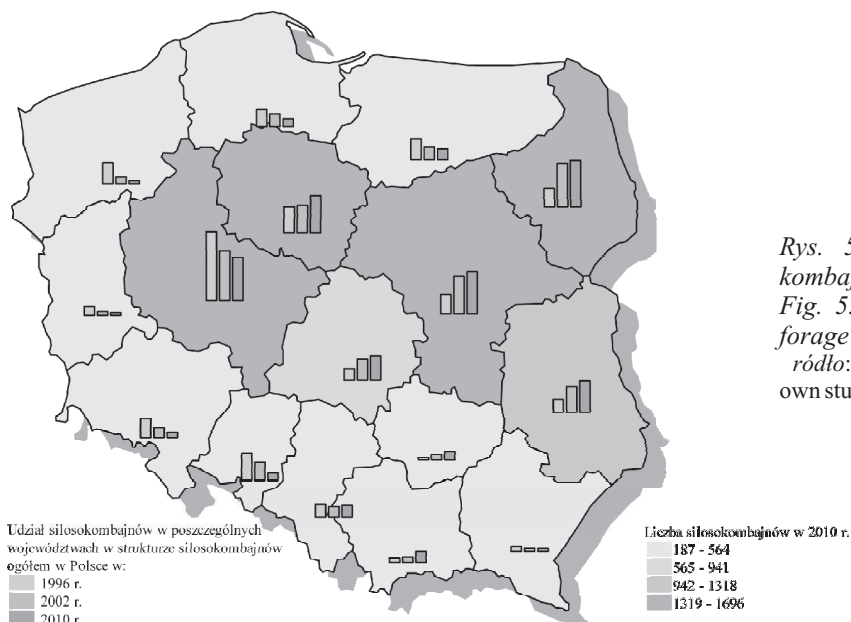 Rys. 5
kombaj
Fig. 5.
forage
ródło:
own stu
Udział silosokombajnów w poszczególnych
województwach w strukturze silosokombajnów
ogółem w Polsce w:
1996 r.
2002 r.
2010 r.
Liczba silosokombajnów w 2010 r.
187 - 564
565 - 941
942 - 1318
1319 - 1696